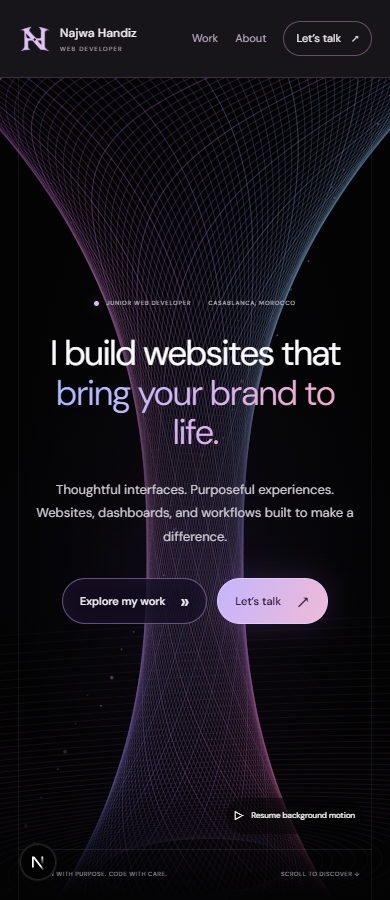 N Najwa Handiz
WEB DEVELOPER
Work About Let's talk ↗
JUNIOR WEB DEVELOPER / CASABLANCA, MOROCCO
I build websites that
bring your brand to
life.
Thoughtful interfaces. Purposeful experiences.
Websites, dashboards, and workflows built to make a
difference.
Explore my work » Let's talk ↗
Resume background motion
N WITH PURPOSE. CODE WITH CARE. SCROLL TO DISCOVER ↓